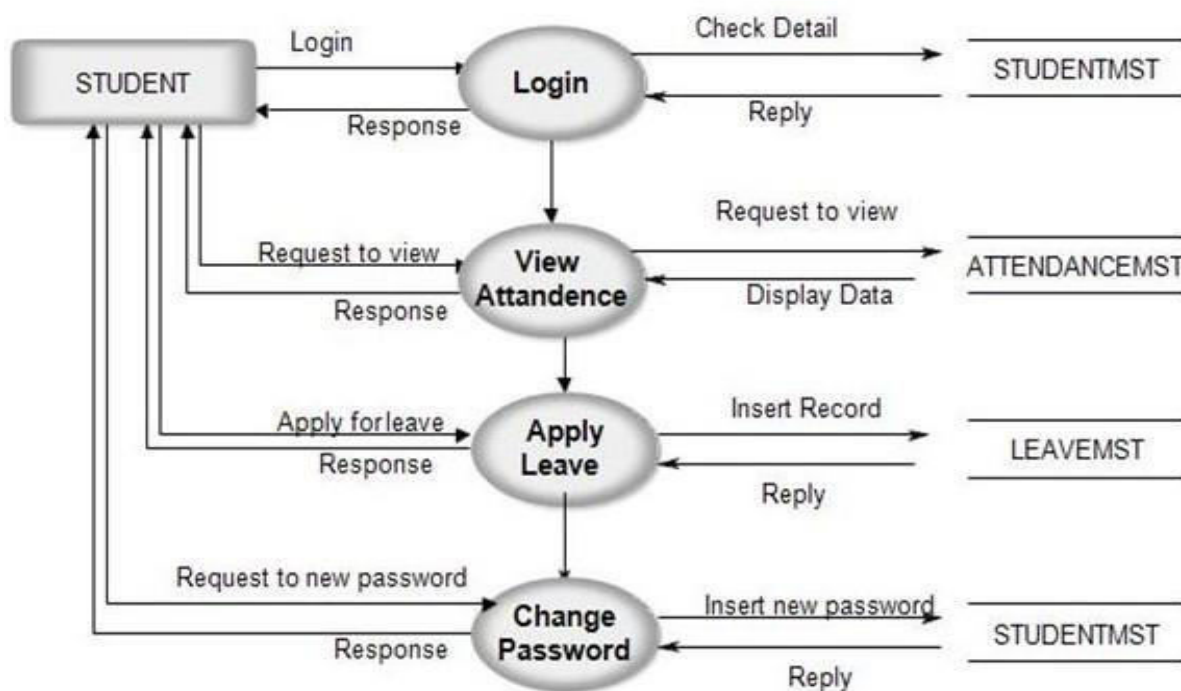 Login
Check Detail
STUDENT
Login
STUDENTMST
Response
Reply
Request to view
Request to view
View
Attandence
ATTENDANCEMST
Response
Display Data
Apply forleave
Apply
Leave
Insert Record
LEAVEMST
Response
Reply
Request to new password
Change
Password
Insert new password
STUDENTMST
Response
Reply